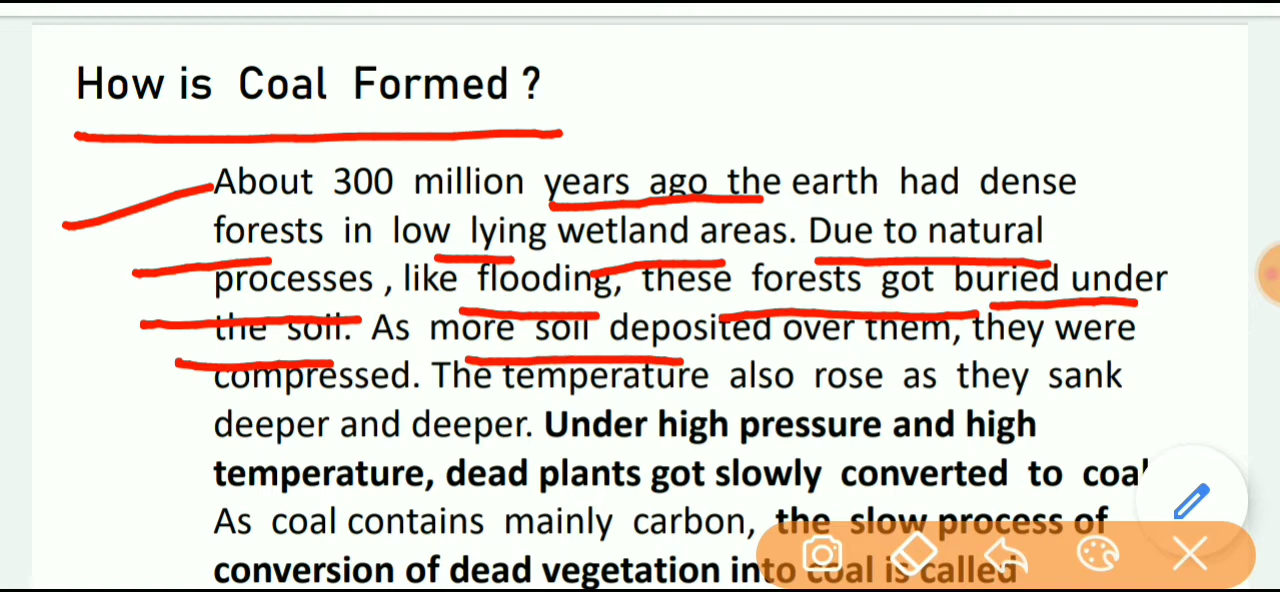 How is Coal Formed ?
About 300 million years ago the earth had dense
forests in low lying wetland areas. Due to natural
processes , like flooding, these forests got buried under
the soil. As more soil deposited over them, they were
compressed. The temperature also rose as they sank
deeper and deeper. Under high pressure and high
temperature, dead plants got slowly converted to coal
As coal contains mainly carbon, the slow process of
conversion of dead vegetation into coal is called